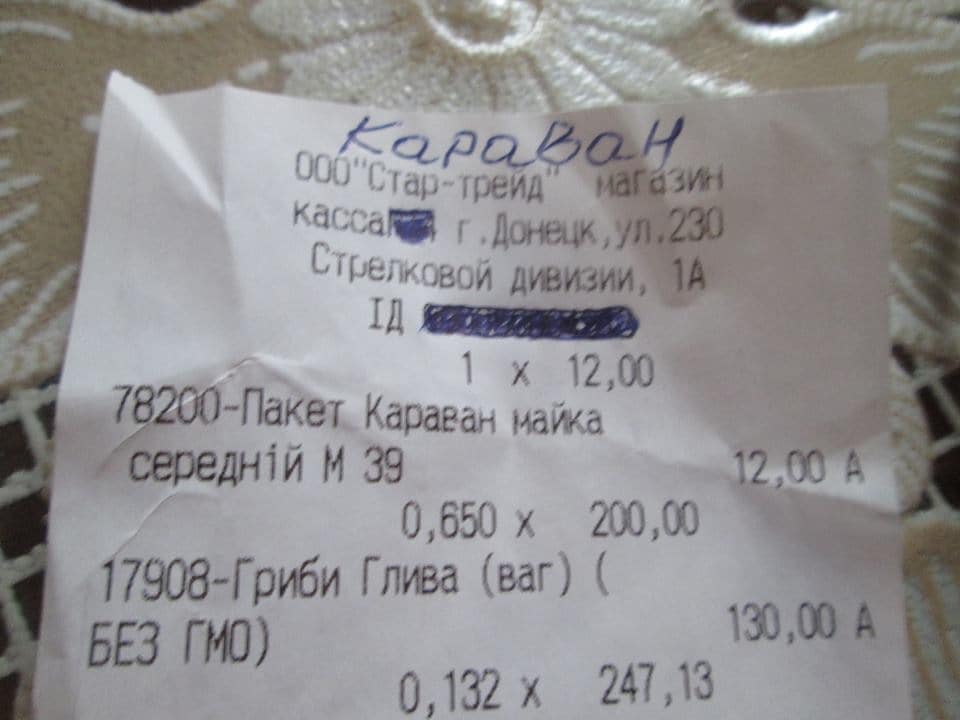 Караван
ООО"Стар-трейд" магазин
касса г.Донецк,ул.230
Стрелковой дивизии, 1А
ІД
1 х 12,00
78200-Пакет Караван майка
середній М 39 12,00 А
0,650 х 200,00
17908-Гриби Глива (ваг) (
БЕЗ ГМО) 130,00 А
0,132 х 247,13